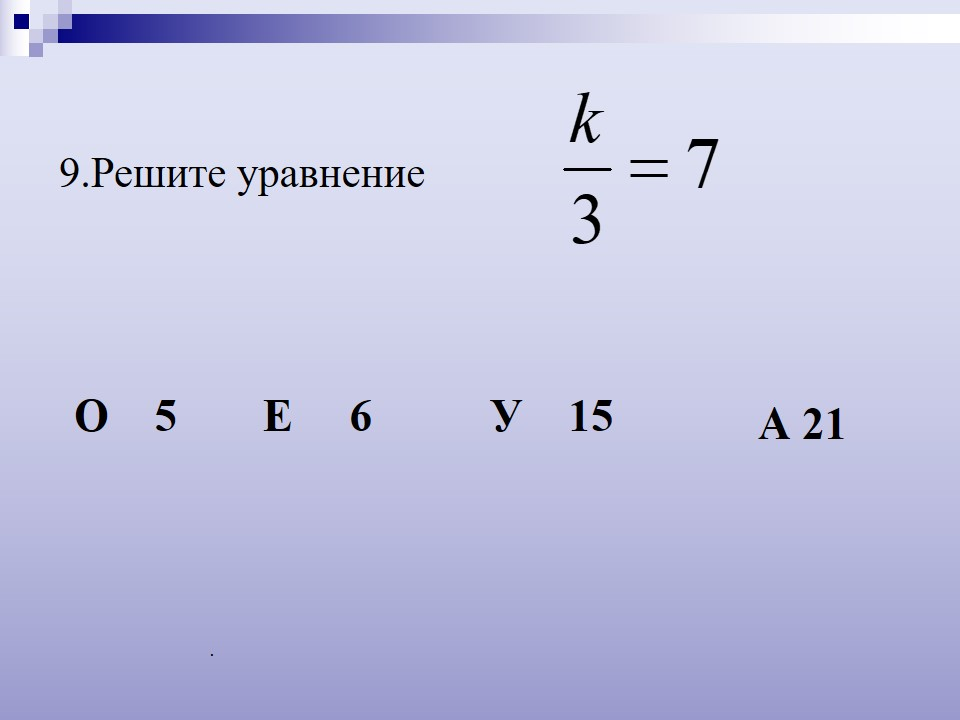 9.Решите уравнение k/3 = 7
О 5 Е 6 У 15 А 21
.